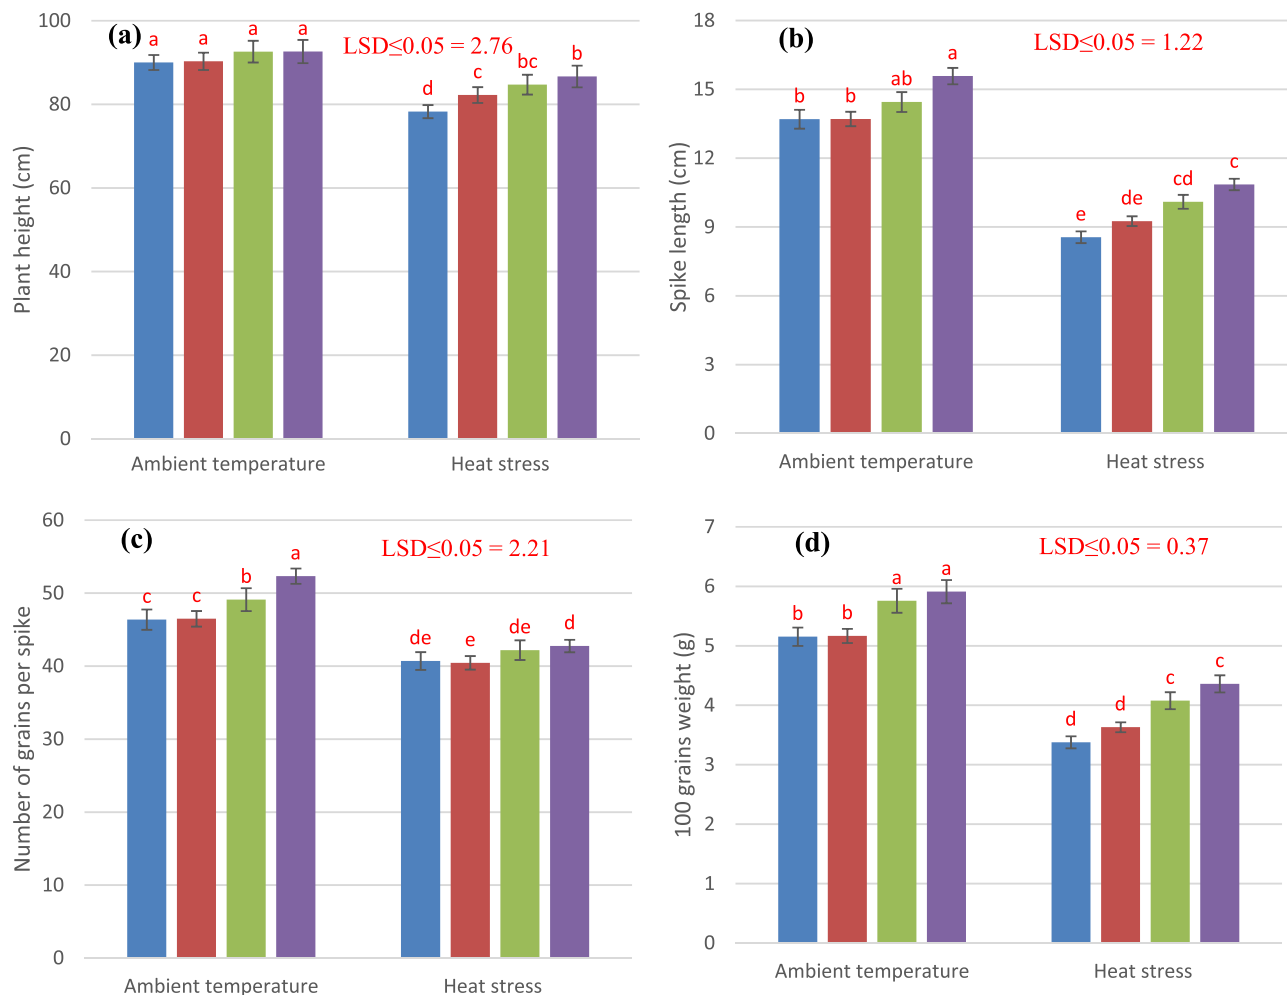 (a)
LSD≤0.05 = 2.76
Plant height (cm)
100
80
60
40
20
0
a a a a
d c bc b
Ambient temperature Heat stress
(b)
LSD≤0.05 = 1.22
Spike length (cm)
18
15
12
9
6
3
0
b b ab a
e de cd c
Ambient temperature Heat stress
(c)
LSD≤0.05 = 2.21
Number of grains per spike
60
50
40
30
20
10
0
c c b a
de e de d
Ambient temperature Heat stress
(d)
LSD≤0.05 = 0.37
100 grains weight (g)
7
6
5
4
3
2
1
0
b b a a
d d c c
Ambient temperature Heat stress